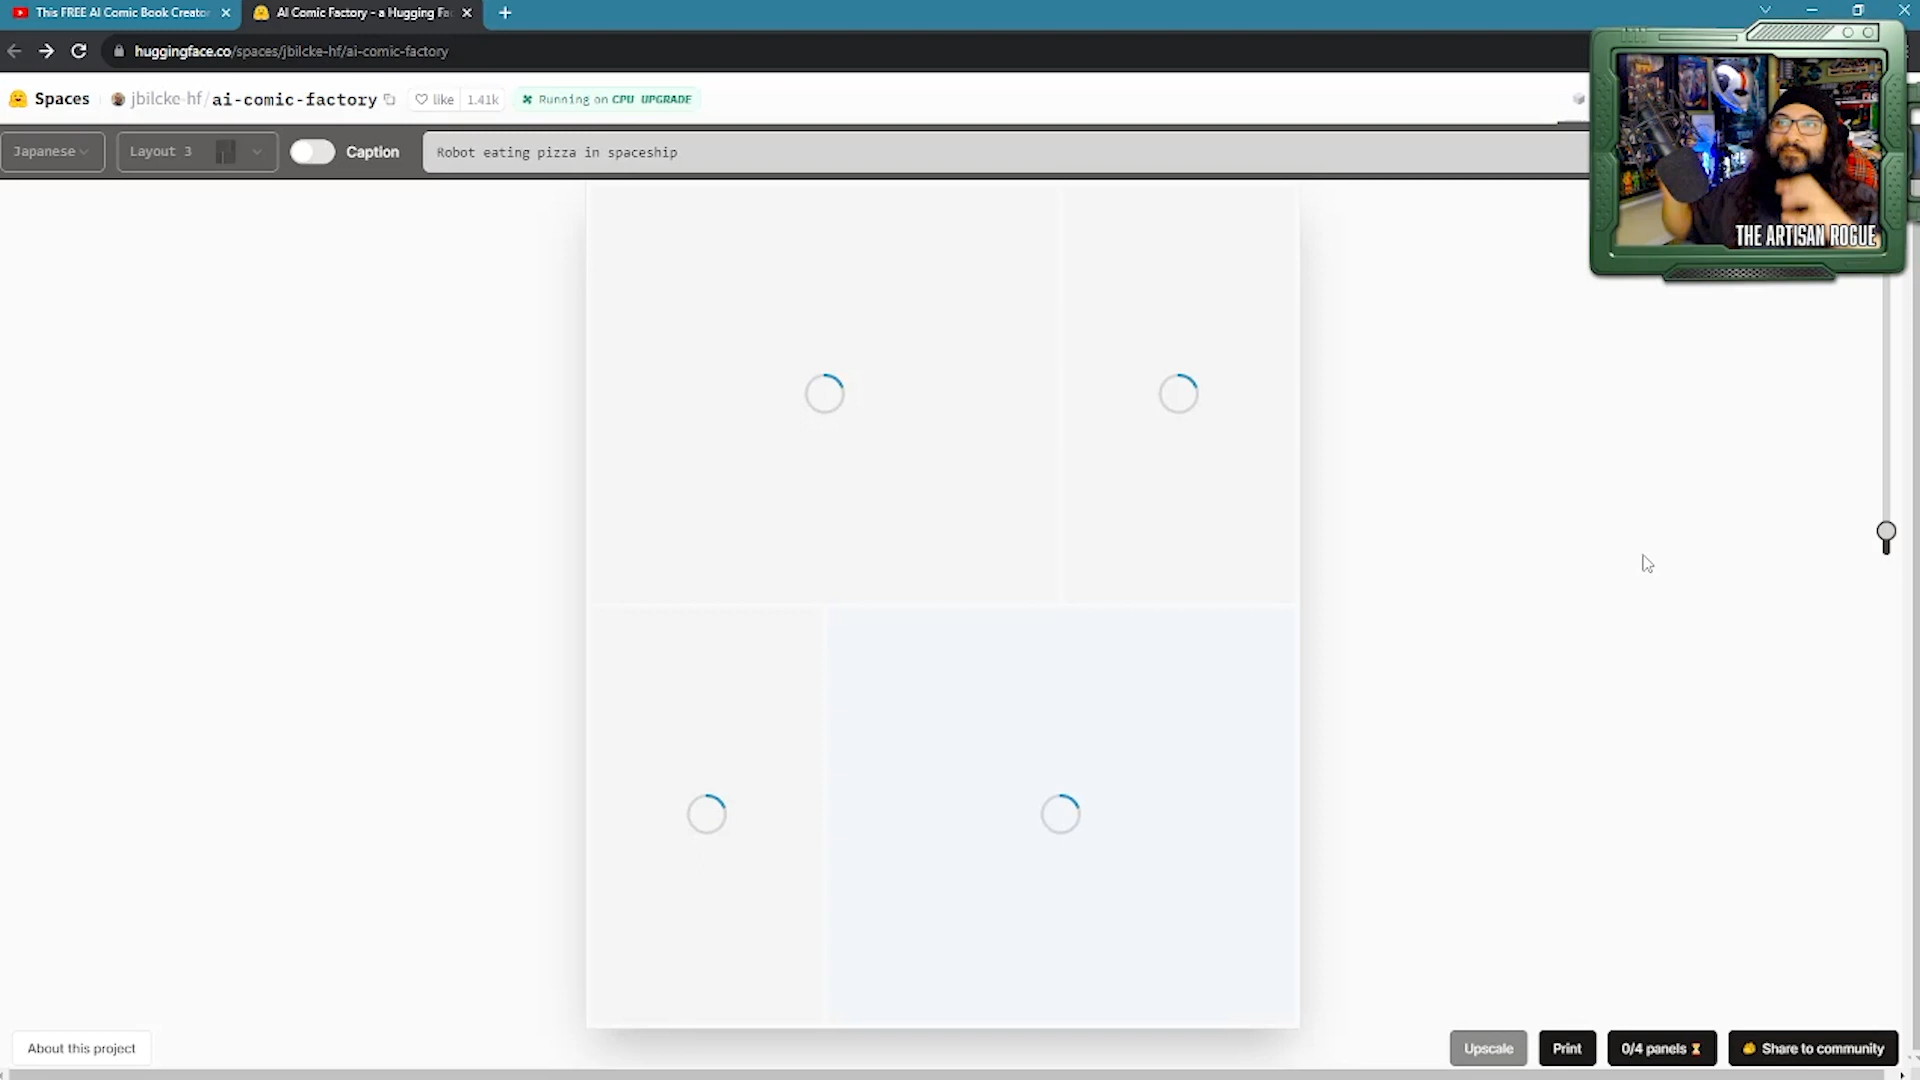 This FREE AI Comic Book Creator
AI Comic Factory - a Hugging Fa
huggingface.co/spaces/jbilcke-hf/ai-comic-factory
Spaces
jbilcke-hf/ai-comic-factory
like 1.41k
Running on CPU UPGRADE
Japanese
Layout 3
Caption
Robot eating pizza in spaceship
THE ARTISAN ROGUE
About this project
Upscale
Print
0/4 panels
Share to community